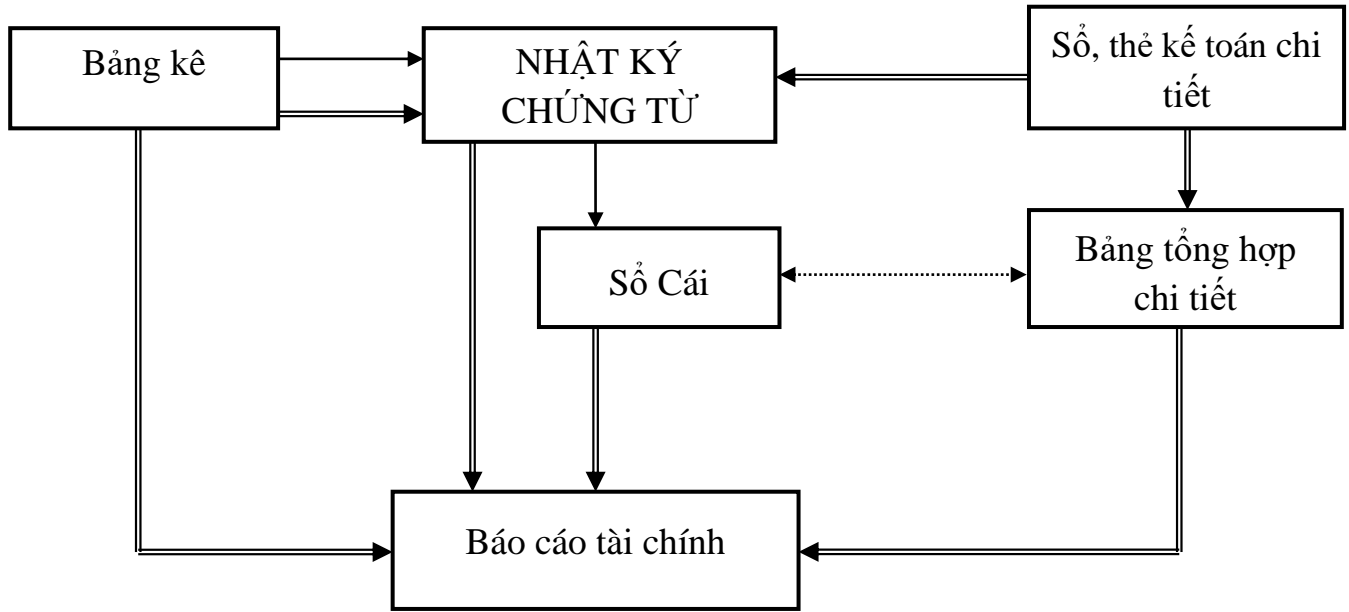 Bảng kê
NHẬT KÝ
CHỨNG TỪ
Sổ, thẻ kế toán chi
tiết
Sổ Cái
Bảng tổng hợp
chi tiết
Báo cáo tài chính